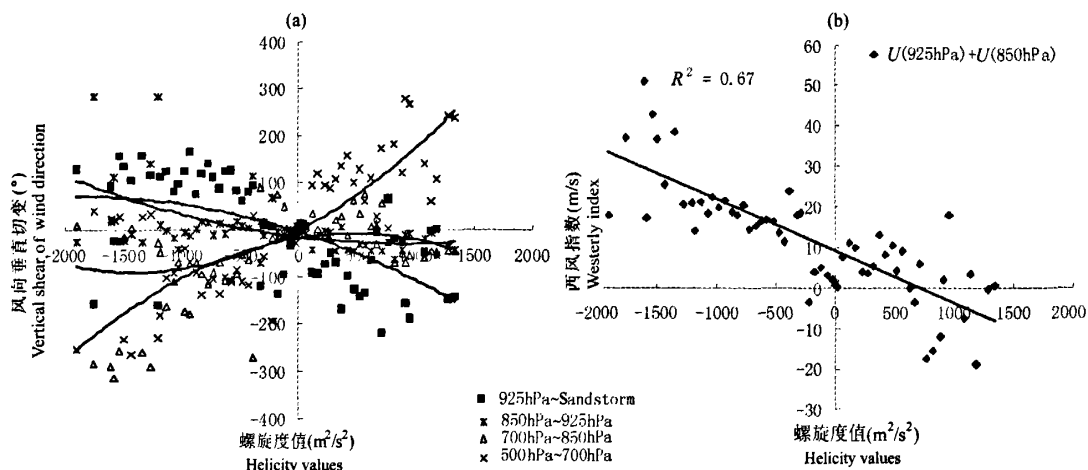 (a)
400
300
200
100
-100
-200
-300
-400
-2000
-1500
-1000
1500
2000
风向垂直切变(°)
Vertical shear of wind direction
螺旋度值(m²/s²)
Helicity values
925hPa~Sandstorm
850hPa~925hPa
700hPa~850hPa
500hPa~700hPa
(b)
U(925hPa)+U(850hPa)
R² = 0.67
60
50
40
30
20
10
0
-10
-20
-30
-2000
-1500
-1000
-500
0
500
1000
1500
2000
西风指数(m/s)
Westerly index
螺旋度值(m²/s²)
Helicity values